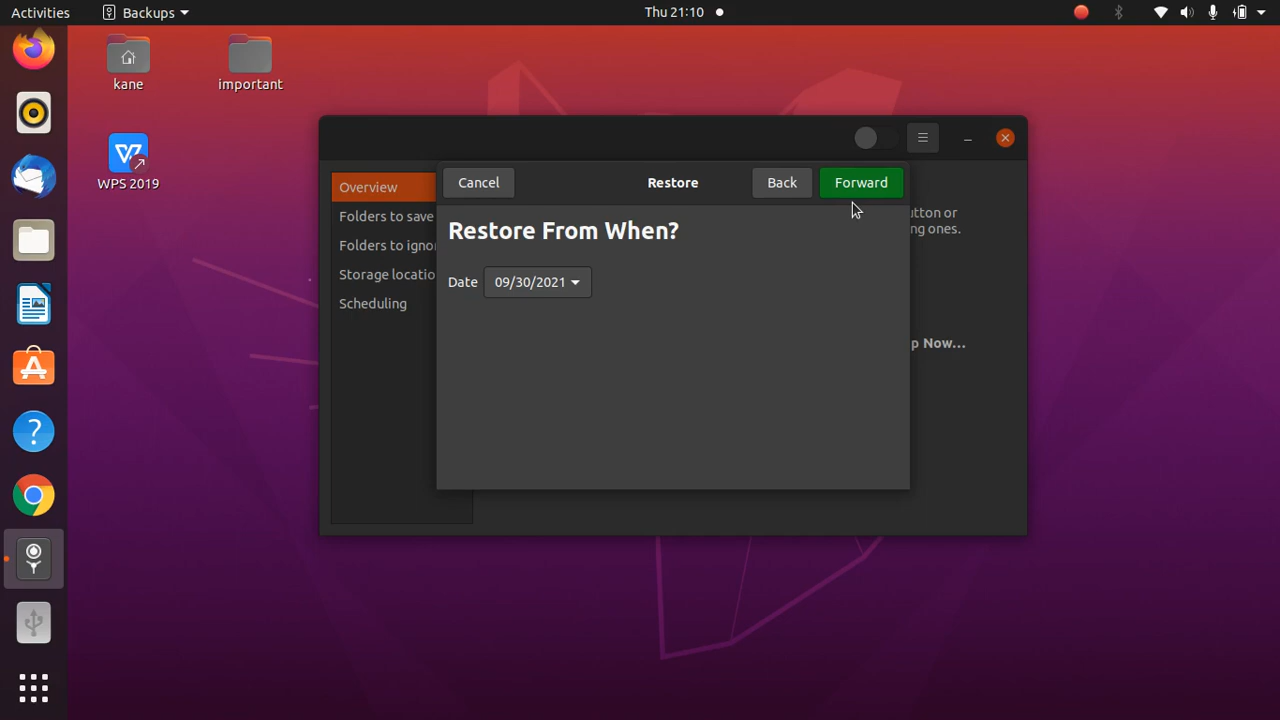 Activities
Backups
Thu 21:10
kane
important
WPS 2019
Cancel
Restore
Back
Forward
Overview
Folders to save
Folders to igno
Storage locatio
Scheduling
Restore From When?
Date 09/30/2021
utton or
ng ones.
p Now...